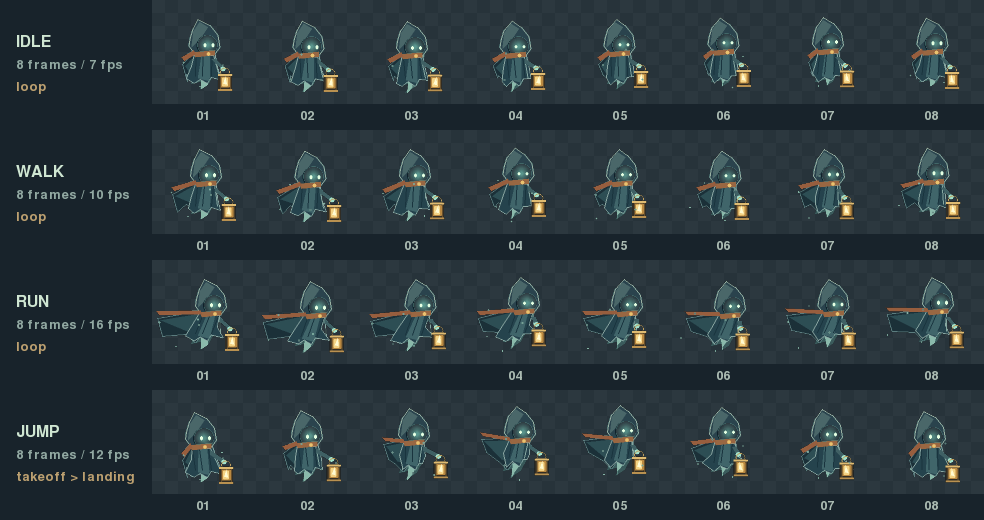 IDLE
8 frames / 7 fps
loop
01 02 03 04 05 06 07 08
WALK
8 frames / 10 fps
loop
01 02 03 04 05 06 07 08
RUN
8 frames / 16 fps
loop
01 02 03 04 05 06 07 08
JUMP
8 frames / 12 fps
takeoff > landing
01 02 03 04 05 06 07 08